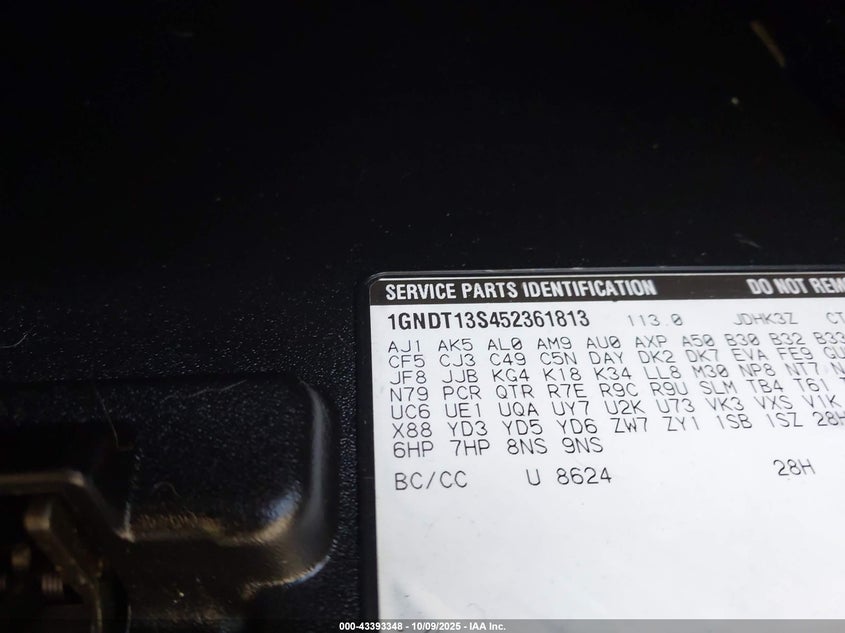 SERVICE PARTS IDENTIFICATION DO NOT REM
1GNDT13S452361813 113.0 JDHK3Z CT
AJ1 AK5 AL0 AM9 AU0 AXP A50 B30 B32 B33
CF5 CJ3 C49 C5N DAY DK2 DK7 EVA FE9 GU
JF8 JJB KG4 K18 K34 LL8 M30 NP8 NT7 N
N79 PCR QTR R7E R9C R9U SLM TB4 T61 T
UC6 UE1 UQA UY7 U2K U73 VK3 VXS V1K
X88 YD3 YD5 YD6 ZW7 ZY1 1SB 1SZ 28H
6HP 7HP 8NS 9NS
BC/CC U 8624 28H
000-43393348 - 10/09/2025 - IAA Inc.